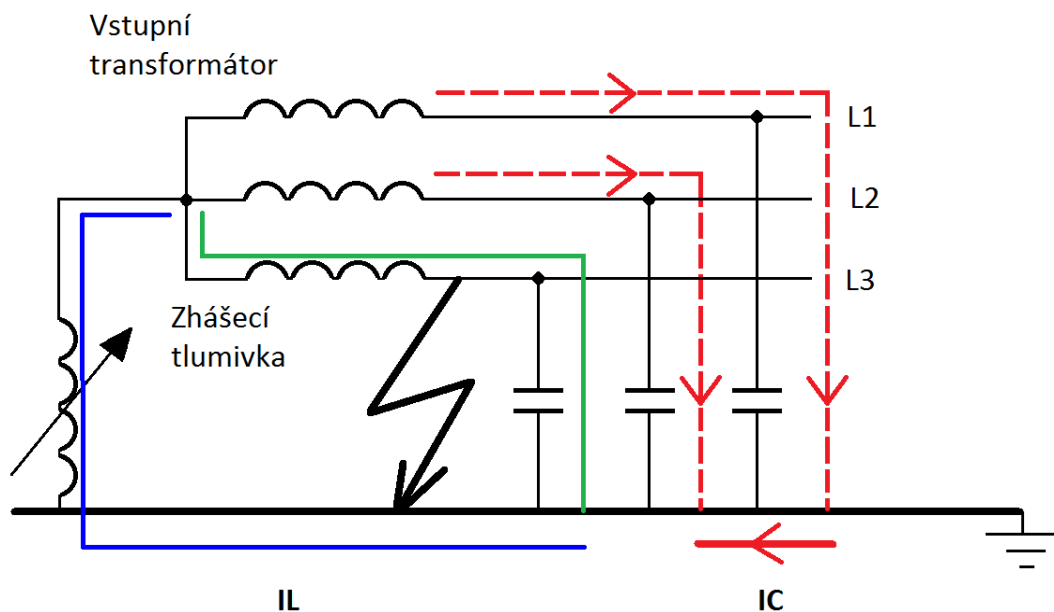 Vstupní
transformátor
L1
L2
L3
Zhášecí
tlumivka
IL
IC